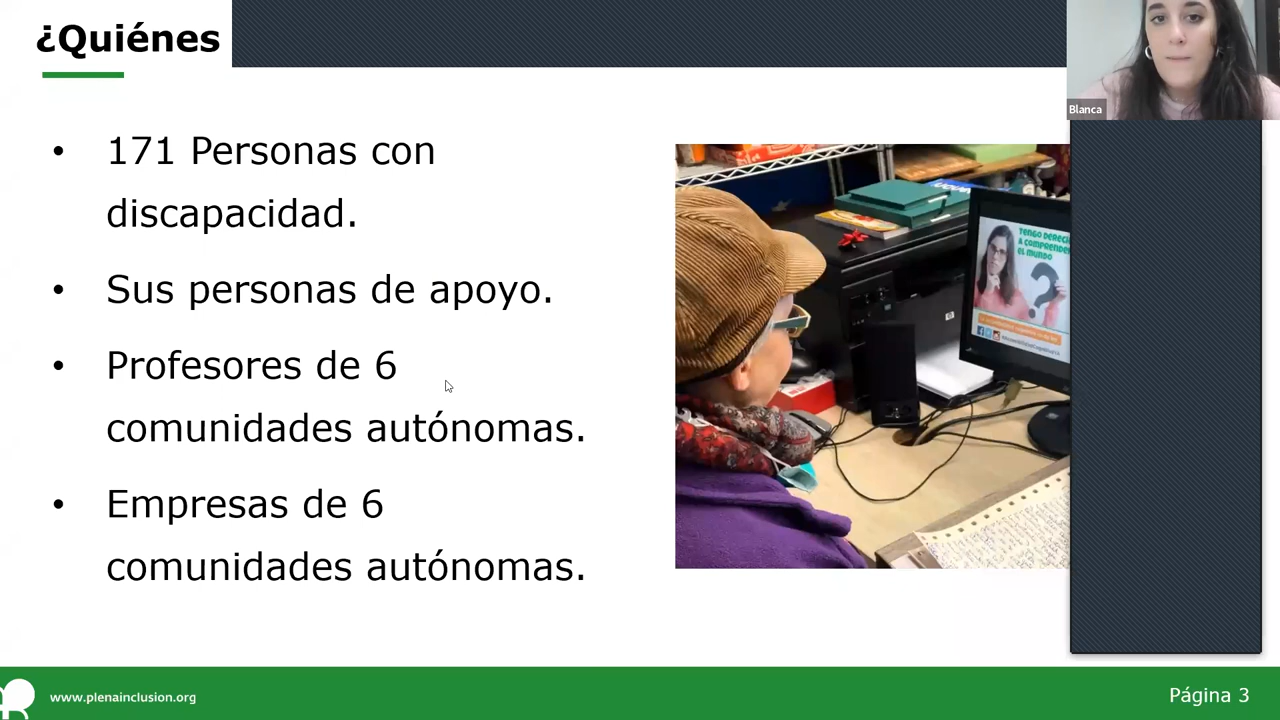 ¿Quiénes
Blanca
• 171 Personas con
discapacidad.
• Sus personas de apoyo.
• Profesores de 6
comunidades autónomas.
• Empresas de 6
comunidades autónomas.
TENGO DERECH
A COMPRENDER
EL MUNDO
www.plenainclusion.org
Página 3